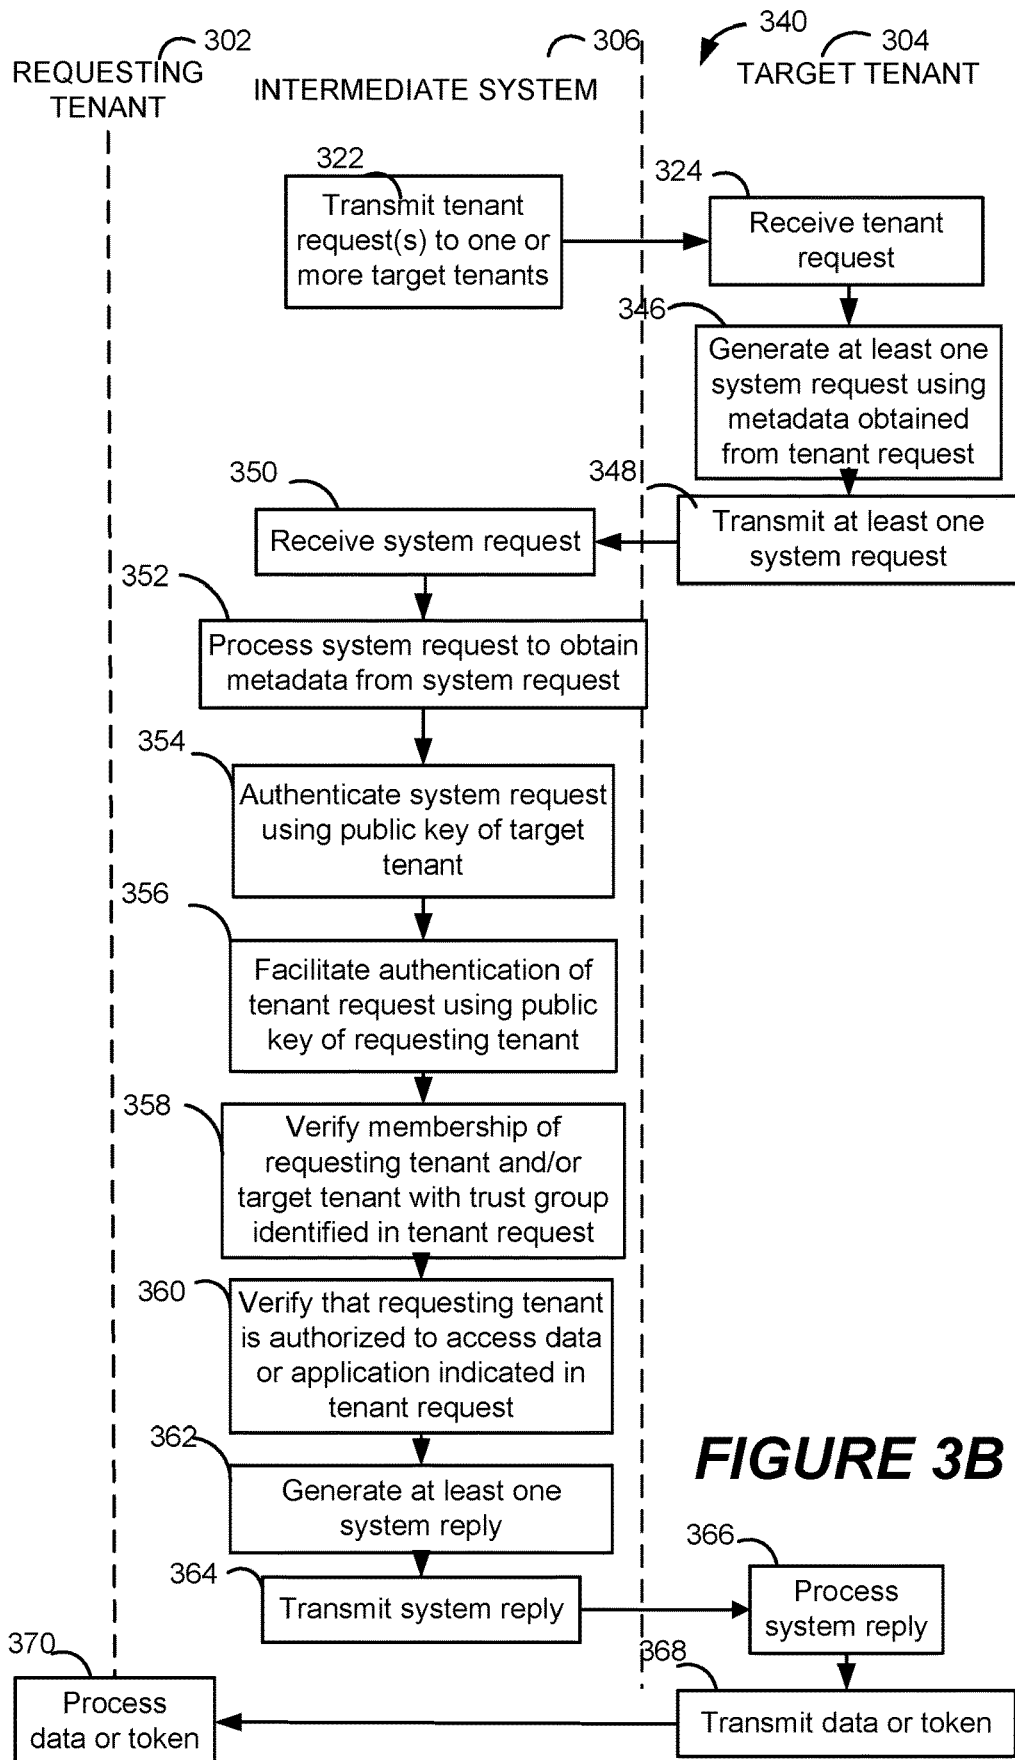 340
302
306
304
REQUESTING
TENANT
INTERMEDIATE SYSTEM
TARGET TENANT
322
Transmit tenant
request(s) to one or
more target tenants
324
Receive tenant
request
346
Generate at least one
system request using
metadata obtained
from tenant request
348
Transmit at least one
system request
350
Receive system request
352
Process system request to obtain
metadata from system request
354
Authenticate system request
using public key of target
tenant
356
Facilitate authentication of
tenant request using public
key of requesting tenant
358
Verify membership of
requesting tenant and/or
target tenant with trust group
identified in tenant request
360
Verify that requesting tenant
is authorized to access data
or application indicated in
tenant request
362
Generate at least one
system reply
FIGURE 3B
364
Transmit system reply
366
Process
system reply
368
Transmit data or token
370
Process
data or token